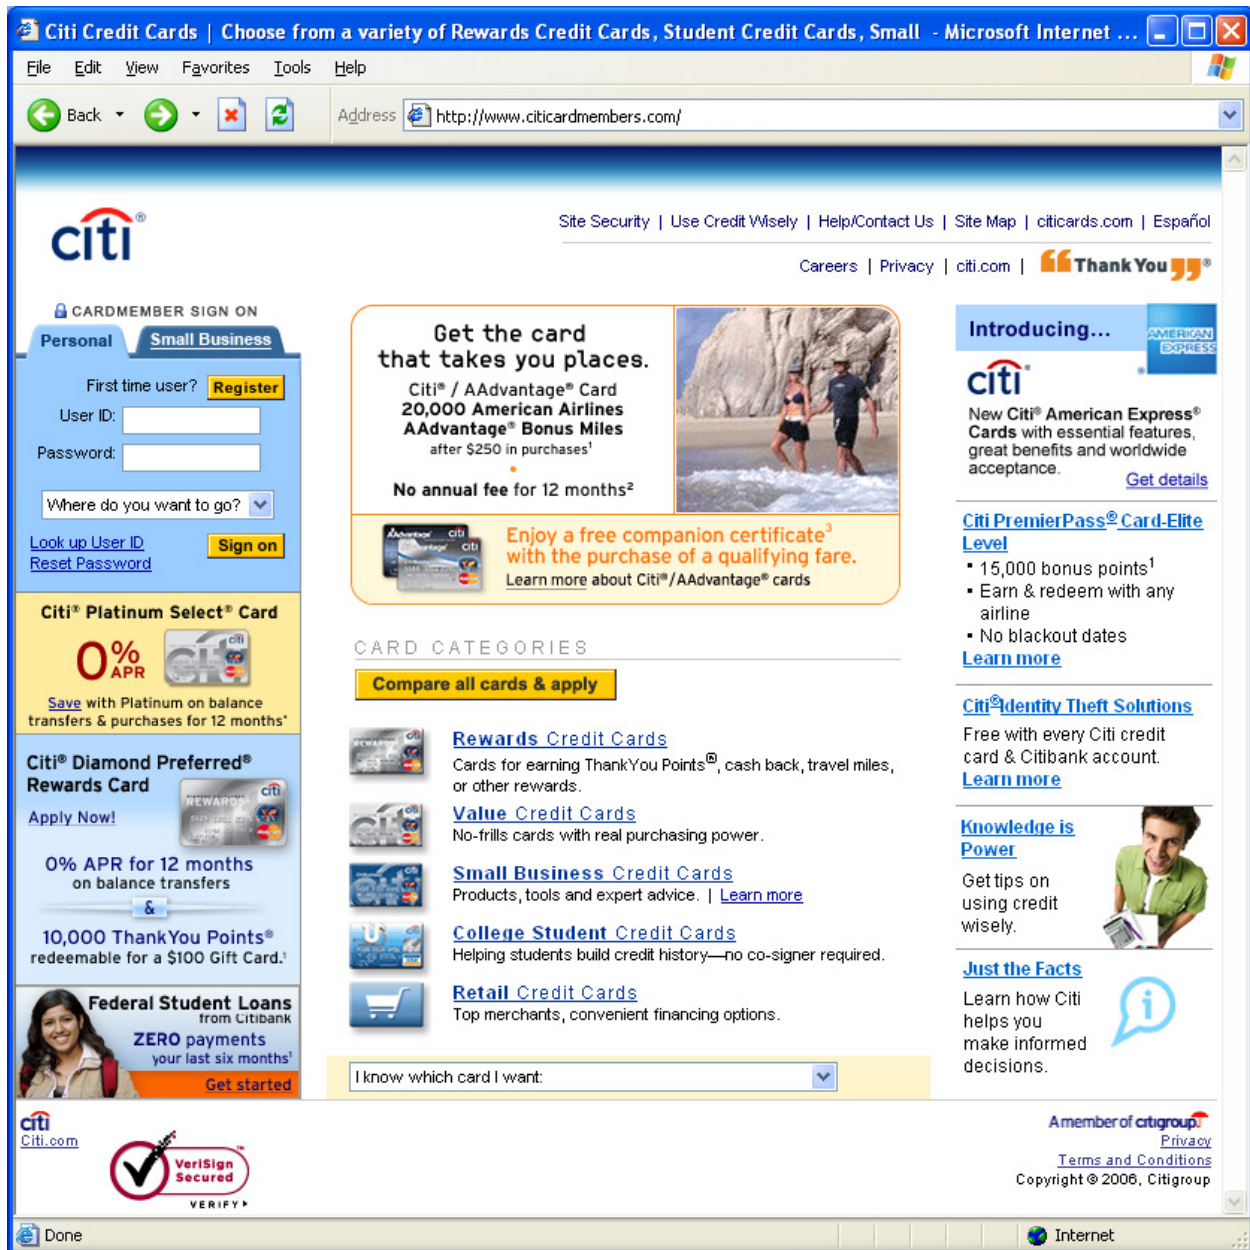 Citi Credit Cards | Choose from a variety of Rewards Credit Cards, Student Credit Cards, Small - Microsoft Internet ...
File Edit View Favorites Tools Help
Back Address http://www.citicardmembers.com/
citi®
Site Security | Use Credit Wisely | Help/Contact Us | Site Map | citicards.com | Español
Careers | Privacy | citi.com | Thank You®
CARDMEMBER SIGN ON
Personal Small Business
First time user? Register
User ID:
Password:
Where do you want to go?
Look up User ID Sign on
Reset Password
Citi® Platinum Select® Card
0% APR
Save with Platinum on balance
transfers & purchases for 12 months*
Citi® Diamond Preferred®
Rewards Card
REWARDS
citi
Apply Now!
0% APR for 12 months
on balance transfers
&
10,000 ThankYou Points®
redeemable for a $100 Gift Card.¹
Federal Student Loans
from Citibank
ZERO payments
your last six months¹
Get started
Get the card
that takes you places.
Citi® / AAdvantage® Card
20,000 American Airlines
AAdvantage® Bonus Miles
after $250 in purchases¹
No annual fee for 12 months²
Enjoy a free companion certificate³
with the purchase of a qualifying fare.
Learn more about Citi®/AAdvantage® cards
CARD CATEGORIES
Compare all cards & apply
Rewards Credit Cards
Cards for earning ThankYou Points®, cash back, travel miles,
or other rewards.
Value Credit Cards
No-frills cards with real purchasing power.
Small Business Credit Cards
Products, tools and expert advice. | Learn more
College Student Credit Cards
Helping students build credit history—no co-signer required.
Retail Credit Cards
Top merchants, convenient financing options.
I know which card I want:
Introducing...
AMERICAN EXPRESS
citi®
New Citi® American Express®
Cards with essential features,
great benefits and worldwide
acceptance.
Get details
Citi PremierPass® Card-Elite
Level
▪ 15,000 bonus points¹
▪ Earn & redeem with any
airline
▪ No blackout dates
Learn more
Citi® Identity Theft Solutions
Free with every Citi credit
card & Citibank account.
Learn more
Knowledge is
Power
Get tips on
using credit
wisely.
Just the Facts
Learn how Citi
helps you
make informed
decisions.
citi
Citi.com
VeriSign
Secured
VERIFY
A member of citigroup
Privacy
Terms and Conditions
Copyright © 2006, Citigroup
Done Internet